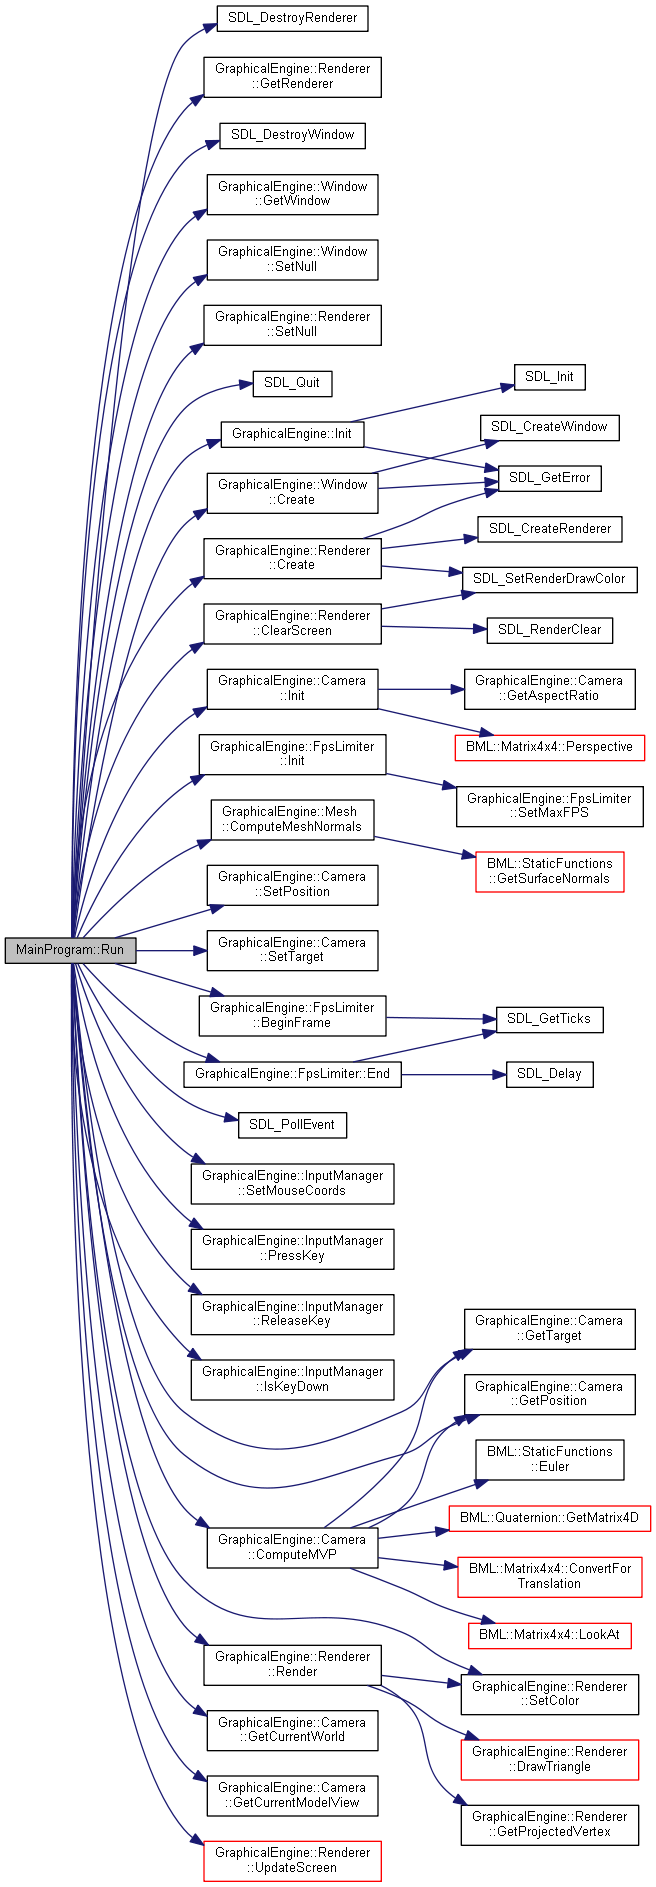 SDL_DestroyRenderer
GraphicalEngine::Renderer
::GetRenderer
SDL_DestroyWindow
GraphicalEngine::Window
::GetWindow
GraphicalEngine::Window
::SetNull
GraphicalEngine::Renderer
::SetNull
SDL_Quit
SDL_Init
GraphicalEngine::Init
SDL_CreateWindow
SDL_GetError
GraphicalEngine::Window
::Create
SDL_CreateRenderer
GraphicalEngine::Renderer
::Create
SDL_SetRenderDrawColor
GraphicalEngine::Renderer
::ClearScreen
SDL_RenderClear
GraphicalEngine::Camera
::Init
GraphicalEngine::Camera
::GetAspectRatio
BML::Matrix4x4::Perspective
GraphicalEngine::FpsLimiter
::Init
GraphicalEngine::FpsLimiter
::SetMaxFPS
GraphicalEngine::Mesh
::ComputeMeshNormals
BML::StaticFunctions
::GetSurfaceNormals
GraphicalEngine::Camera
::SetPosition
MainProgram::Run
GraphicalEngine::Camera
::SetTarget
GraphicalEngine::FpsLimiter
::BeginFrame
SDL_GetTicks
GraphicalEngine::FpsLimiter::End
SDL_Delay
SDL_PollEvent
GraphicalEngine::InputManager
::SetMouseCoords
GraphicalEngine::InputManager
::PressKey
GraphicalEngine::InputManager
::ReleaseKey
GraphicalEngine::Camera
::GetTarget
GraphicalEngine::InputManager
::IsKeyDown
GraphicalEngine::Camera
::GetPosition
BML::StaticFunctions
::Euler
BML::Quaternion::GetMatrix4D
GraphicalEngine::Camera
::ComputeMVP
BML::Matrix4x4::ConvertFor
Translation
BML::Matrix4x4::LookAt
GraphicalEngine::Renderer
::Render
GraphicalEngine::Renderer
::SetColor
GraphicalEngine::Camera
::GetCurrentWorld
GraphicalEngine::Renderer
::DrawTriangle
GraphicalEngine::Camera
::GetCurrentModelView
GraphicalEngine::Renderer
::GetProjectedVertex
GraphicalEngine::Renderer
::UpdateScreen